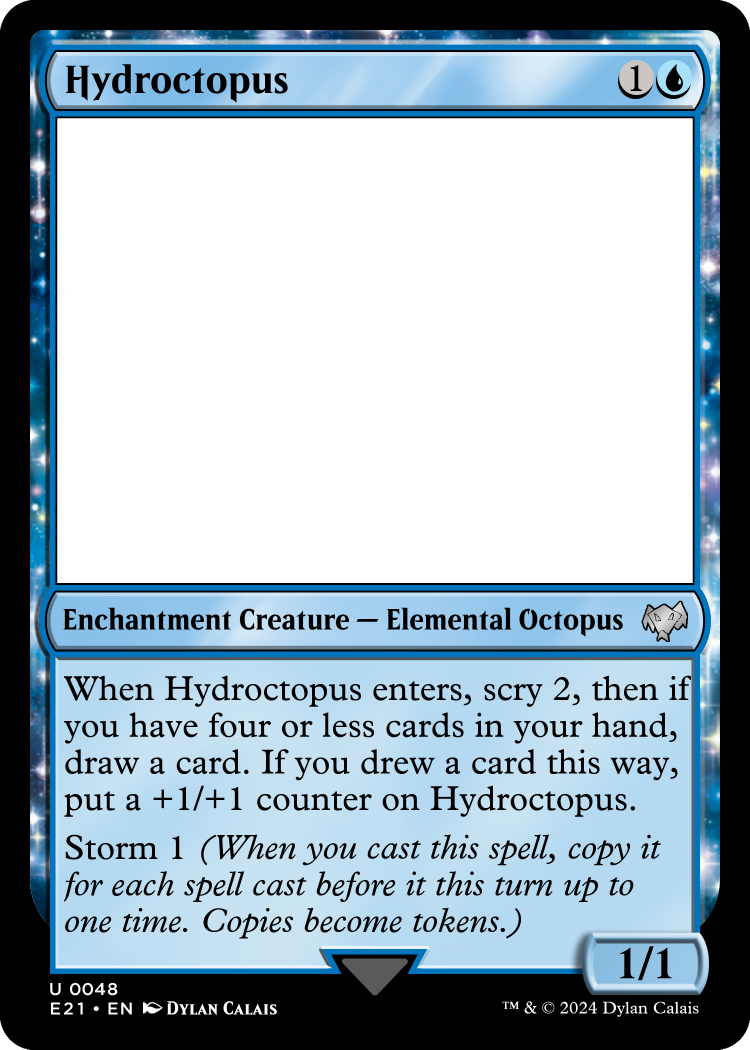 Hydroctopus 1
Enchantment Creature — Elemental Octopus
When Hydroctopus enters, scry 2, then if
you have four or less cards in your hand,
draw a card. If you drew a card this way,
put a +1/+1 counter on Hydroctopus.
Storm 1 (When you cast this spell, copy it
for each spell cast before it this turn up to
one time. Copies become tokens.)
1/1
U 0048
E21 • EN DYLAN CALAIS
™ & © 2024 Dylan Calais